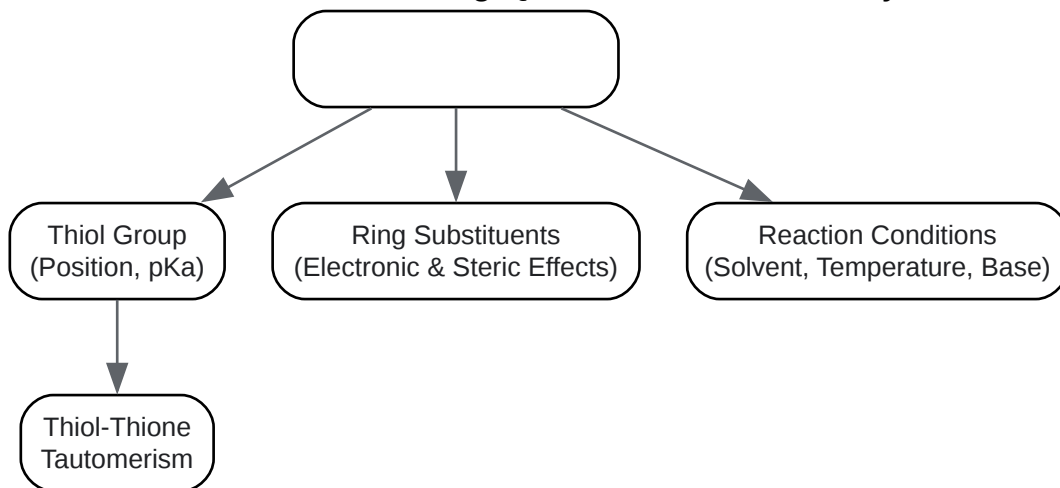 Thiol Group
(Position, pKa)
Ring Substituents
(Electronic & Steric Effects)
Reaction Conditions
(Solvent, Temperature, Base)
Thiol-Thione
Tautomerism